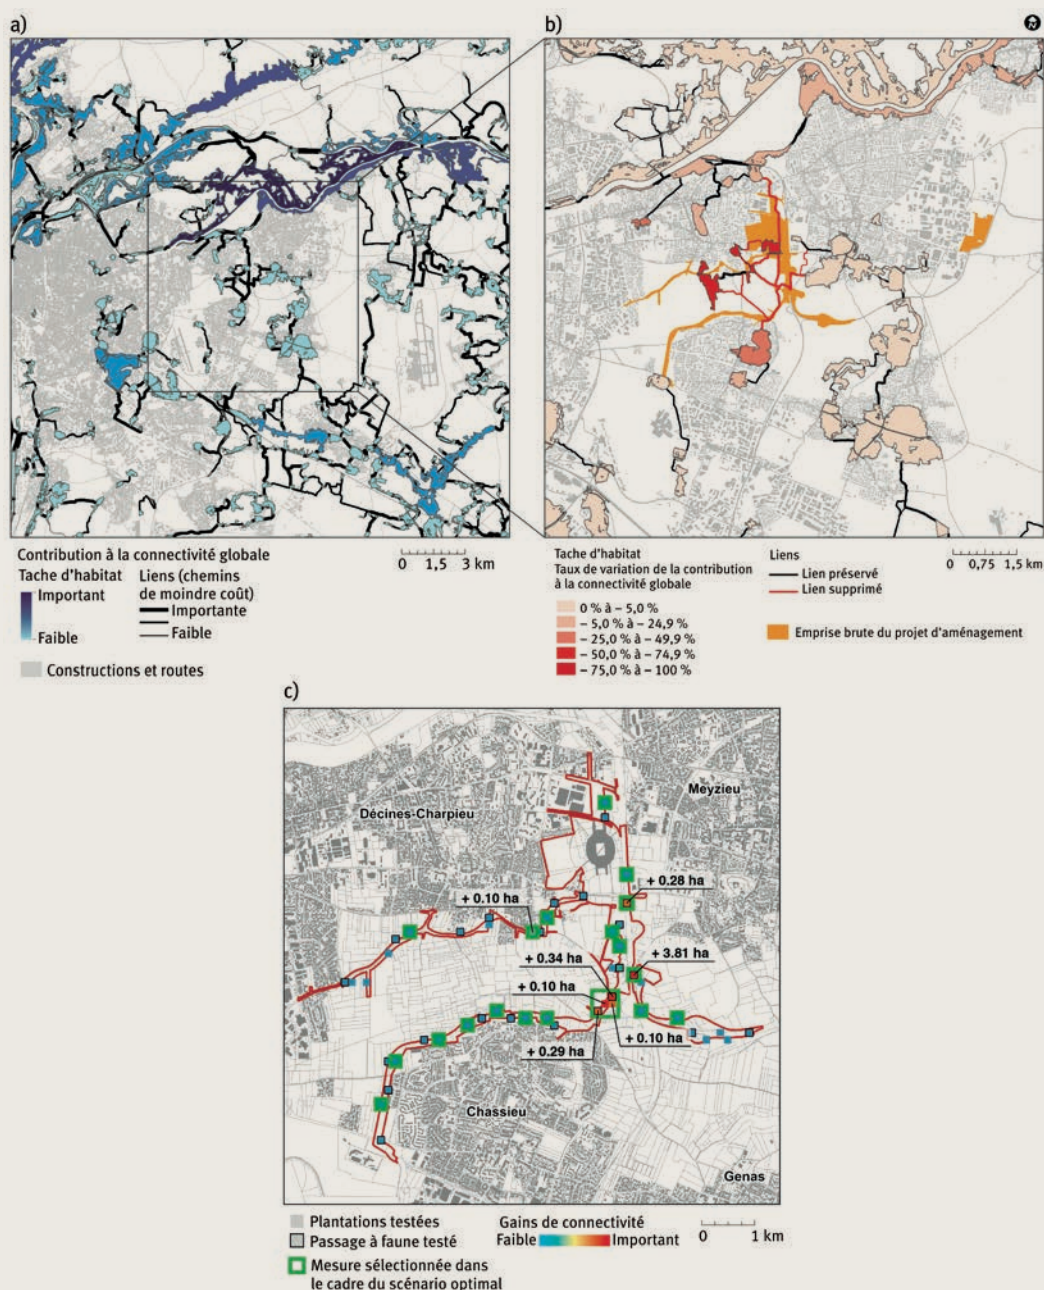 a)
b)
Contribution à la connectivité globale
Tache d'habitat
Important
Faible
Liens (chemins
de moindre coût)
Importante
Faible
0 1,5 3 km
Constructions et routes
Tache d'habitat
Taux de variation de la contribution
à la connectivité globale
0 % à – 5,0 %
– 5,0 % à – 24,9 %
– 25,0 % à – 49,9 %
– 50,0 % à – 74,9 %
– 75,0 % à – 100 %
Liens
Lien préservé
Lien supprimé
0 0,75 1,5 km
Emprise brute du projet d'aménagement
c)
Meyzieu
Décines-Charpieu
+ 0.28 ha
+ 0.10 ha
+ 3.81 ha
+ 0.34 ha
+ 0.10 ha
+ 0.10 ha
+ 0.29 ha
Chassieu
Genas
Plantations testées
Passage à faune testé
Mesure sélectionnée dans
le cadre du scénario optimal
Gains de connectivité
Faible Important
0 1 km